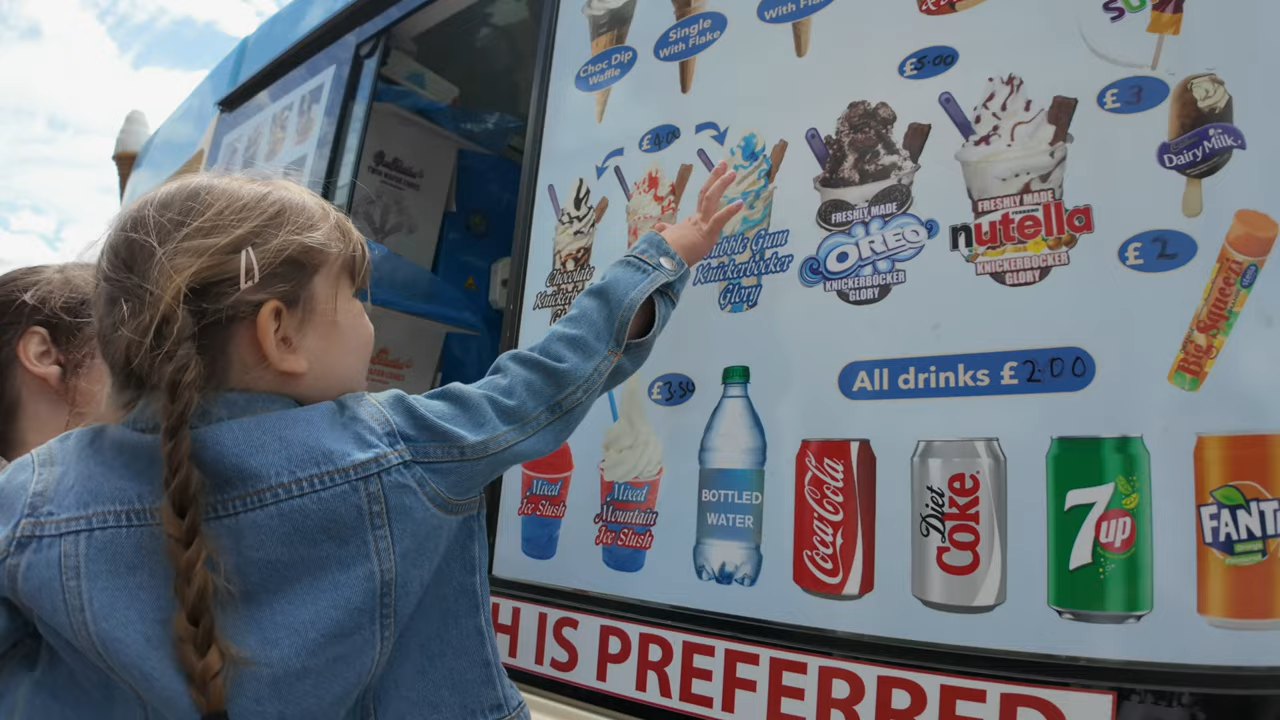 Choc Dip
Waffle
Single
With Flake
With Flake
£5.00
£3
Dairy Milk
£4.00
Chocolate
Knickerbocker
Bubble Gum
Knickerbocker
Glory
FRESHLY MADE
OREO
KNICKERBOCKER
GLORY
FRESHLY MADE
FERRERO
nutella
KNICKERBOCKER
GLORY
£2
Big Squeeze
All drinks £2.00
£3.50
Mixed
Ice Slush
Mixed
Mountain
Ice Slush
BOTTLED
WATER
Coca-Cola
Diet
Coke
7up
FANT
H IS PREFERRED